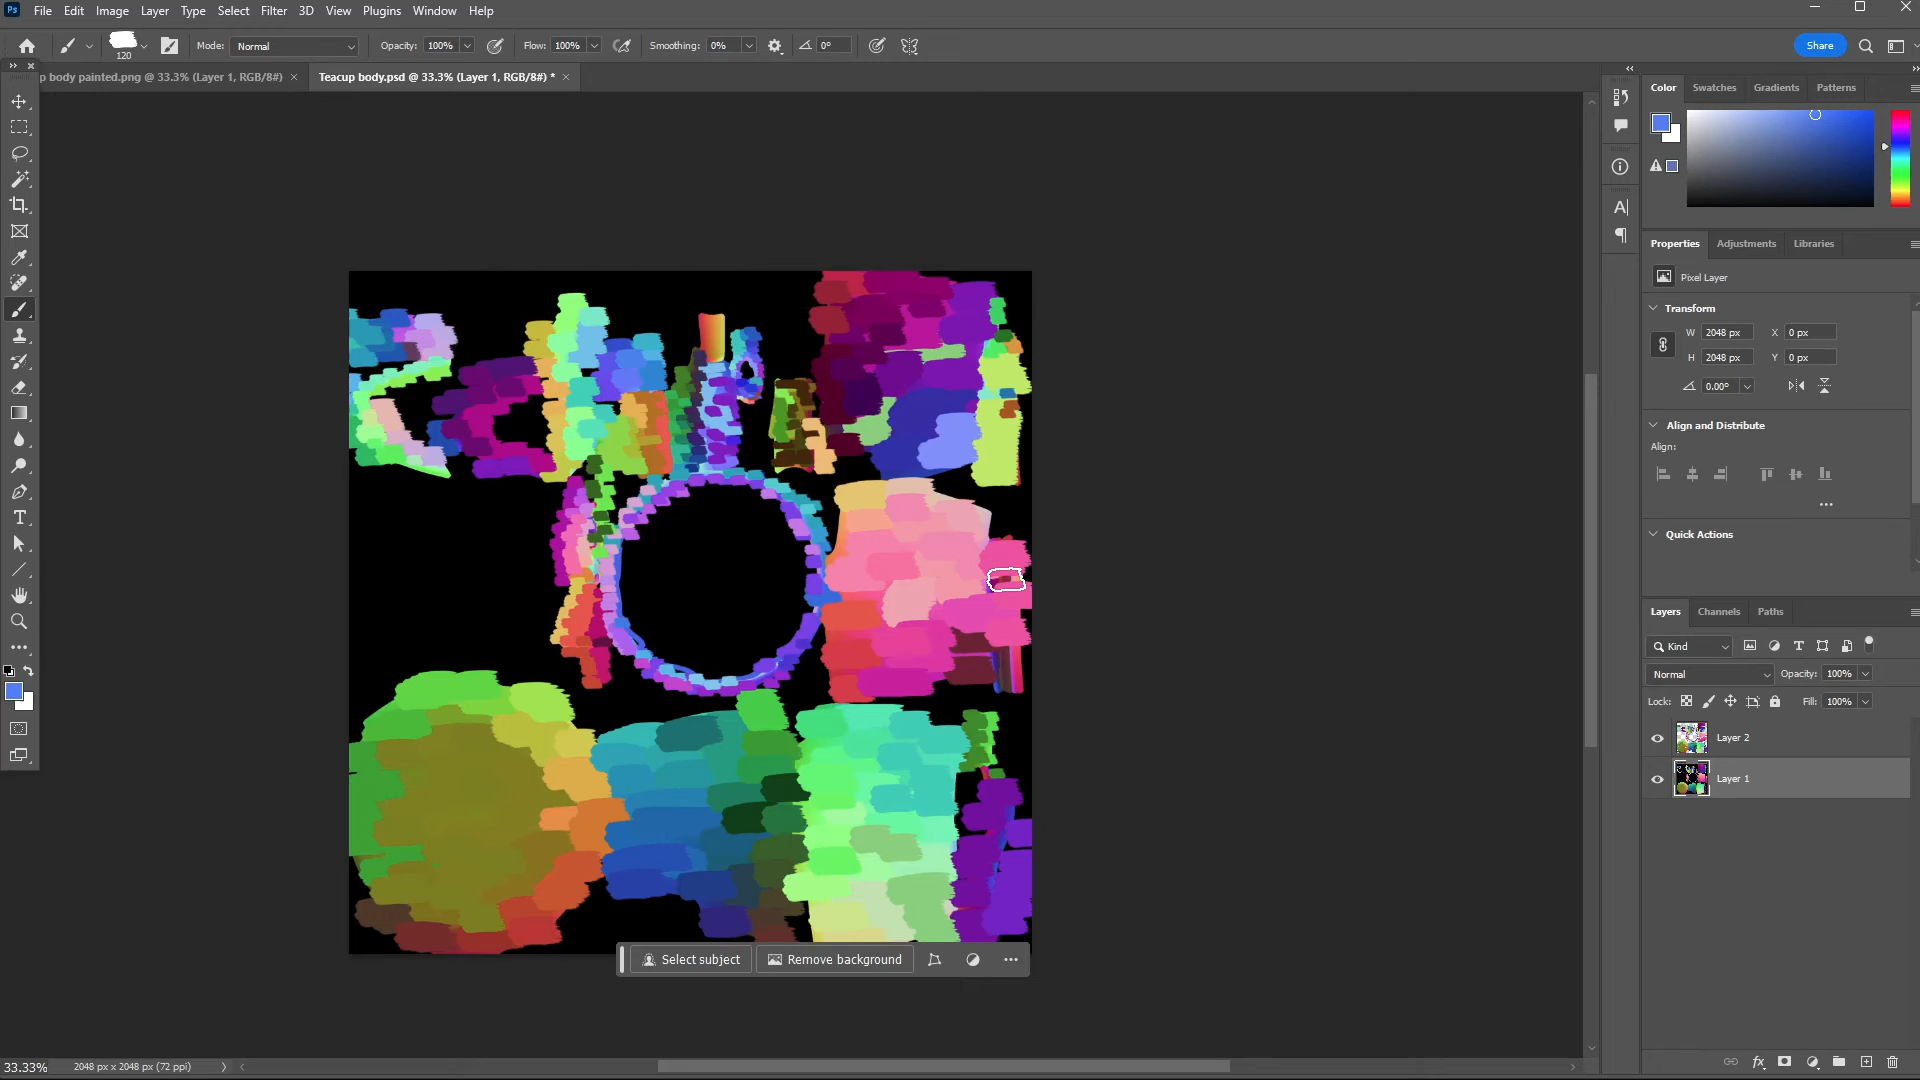 Ps File Edit Image Layer Type Select Filter 3D View Plugins Window Help
120 Mode: Normal Opacity: 100% Flow: 100% Smoothing: 0% 0° Share
p body painted.png @ 33.3% (Layer 1, RGB/8#) × Teacup body.psd @ 33.3% (Layer 1, RGB/8#) * ×
Color Swatches Gradients Patterns
Properties Adjustments Libraries
Pixel Layer
Transform
W 2048 px X 0 px
H 2048 px Y 0 px
0.00°
Align and Distribute
Align:
Quick Actions
Layers Channels Paths
Kind
Normal Opacity: 100%
Lock: Fill: 100%
Layer 2
Layer 1
Select subject Remove background
33.33% 2048 px x 2048 px (72 ppi)